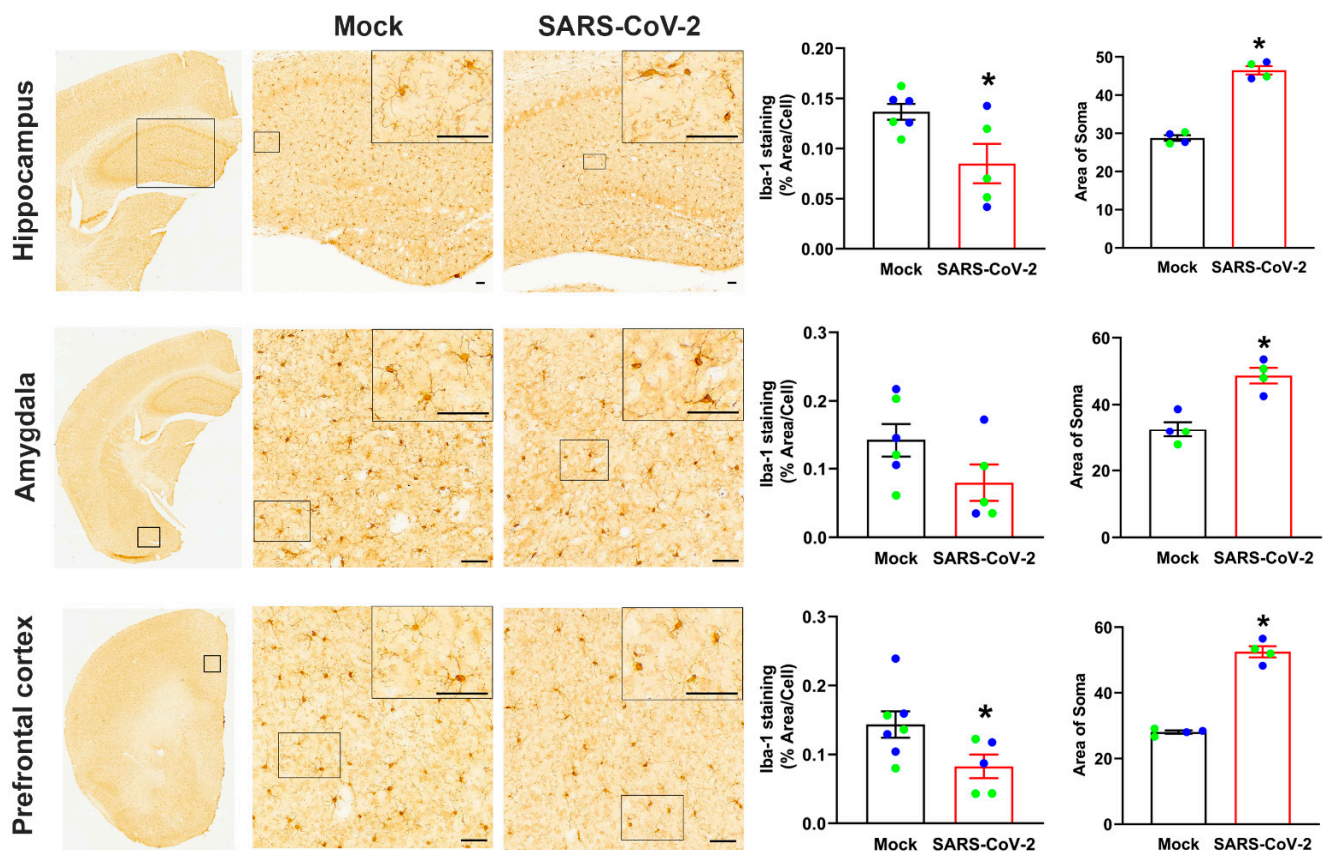 Mock
SARS-CoV-2
Hippocampus
Iba-1 staining
(% Area/Cell)
0.20
0.15
0.10
0.05
0.00
*
Mock
SARS-CoV-2
Area of Soma
60
40
20
0
*
Mock
SARS-CoV-2
Amygdala
Iba-1 staining
(% Area/Cell)
0.3
0.2
0.1
0.0
Mock
SARS-CoV-2
Area of Soma
60
40
20
0
*
Mock
SARS-CoV-2
Prefrontal cortex
Iba-1 staining
(% Area/Cell)
0.3
0.2
0.1
0.0
*
Mock
SARS-CoV-2
Area of Soma
60
40
20
0
*
Mock
SARS-CoV-2